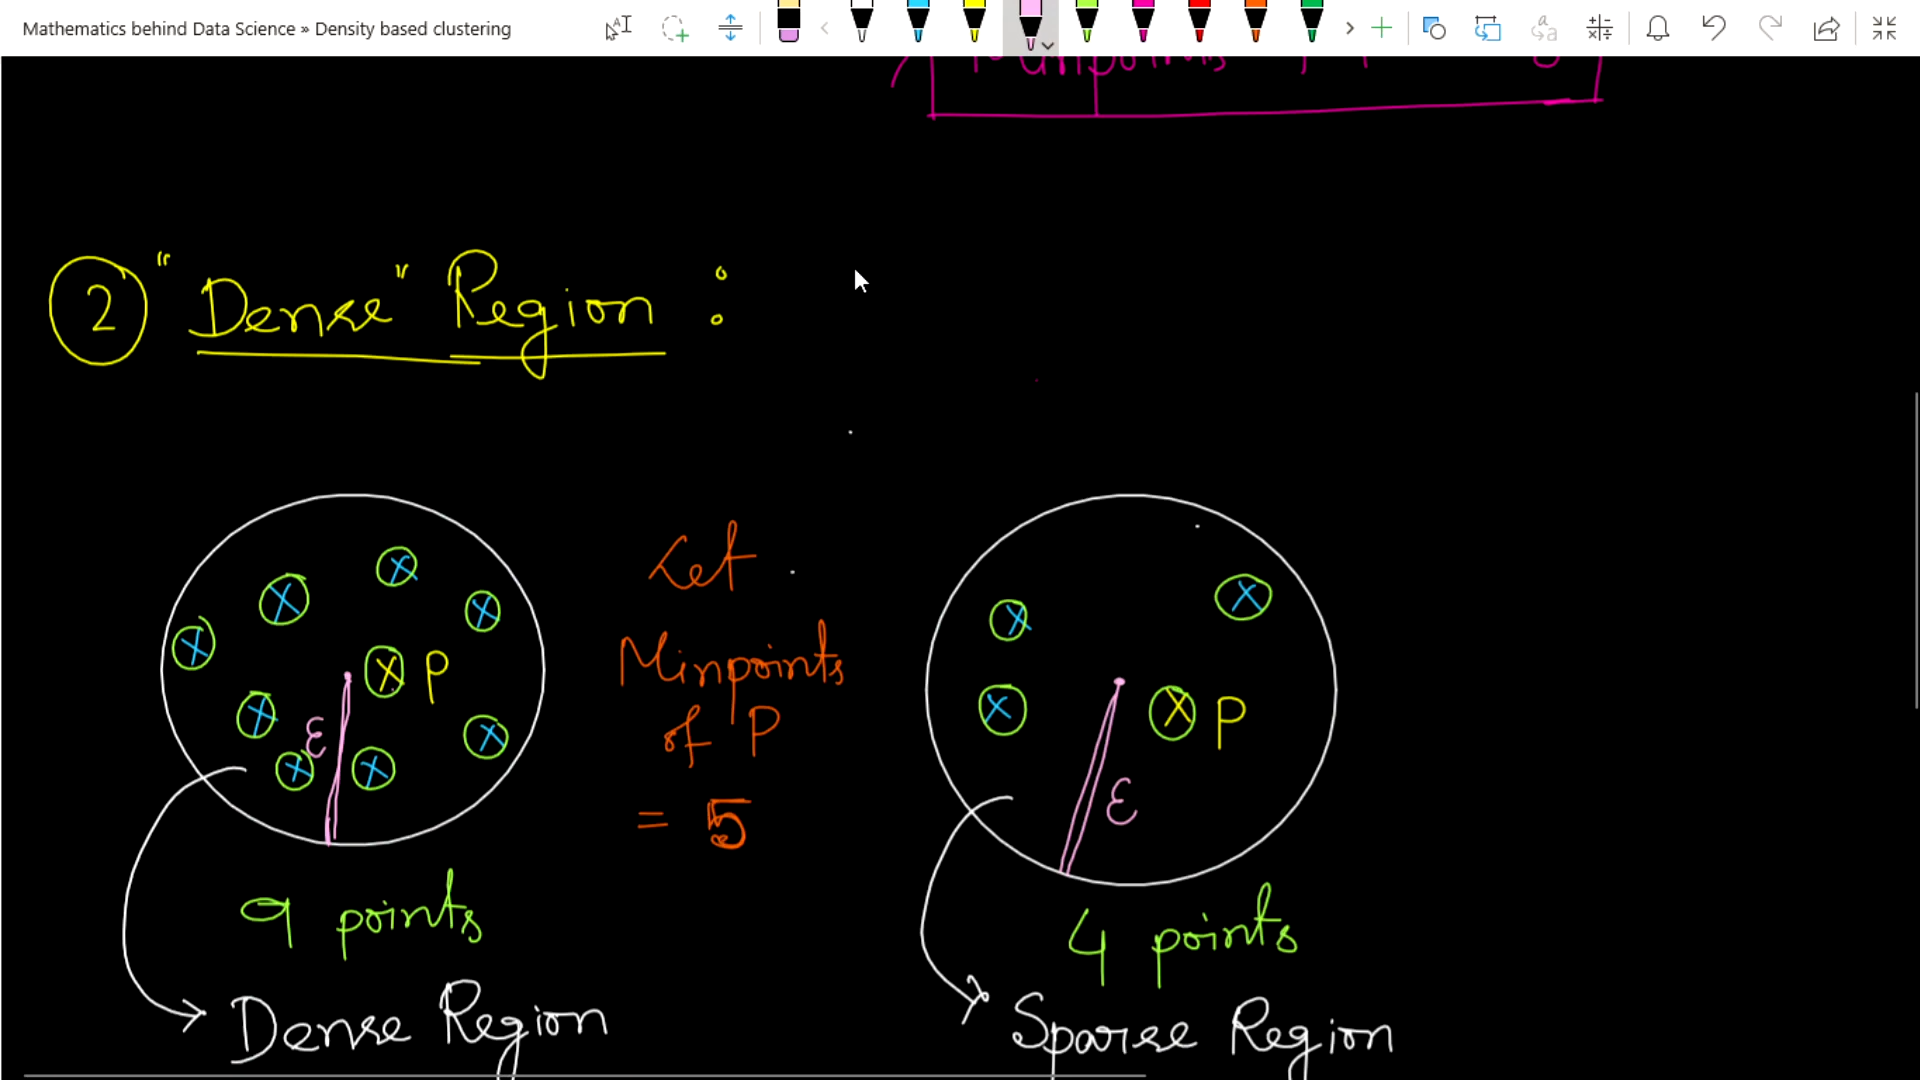 Mathematics behind Data Science » Density based clustering
2 "Dense" Region :
Let
Minpoints
of P
= 5
X X X X X P
X X X X
ε
X X
X X P
ε
9 points
4 points
Dense Region
Sparse Region